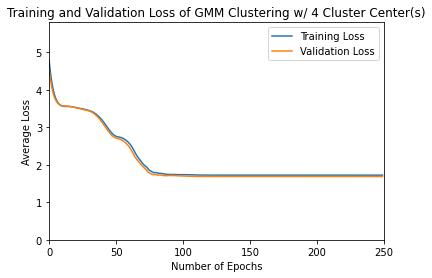 Training and Validation Loss of GMM Clustering w/ 4 Cluster Center(s)
Training Loss
Validation Loss
Average Loss
5
4
3
2
1
0
0 50 100 150 200 250
Number of Epochs